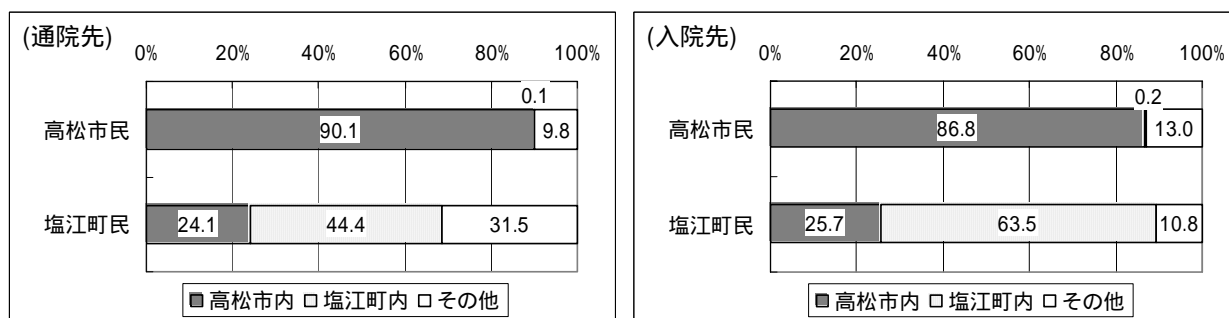 (通院先)
0% 20% 40% 60% 80% 100%
0.1
高松市民 90.1 9.8
塩江町民 24.1 44.4 31.5
高松市内 塩江町内 その他
(入院先)
0% 20% 40% 60% 80% 100%
0.2
高松市民 86.8 13.0
塩江町民 25.7 63.5 10.8
高松市内 塩江町内 その他